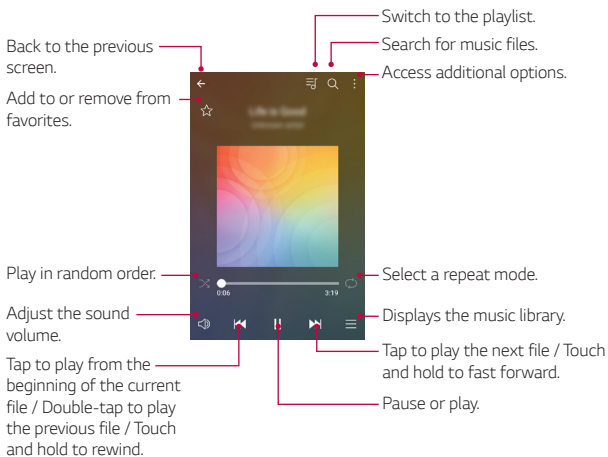 Switch to the playlist.
Search for music files.
Access additional options.
Back to the previous
screen.
Add to or remove from
favorites.
Life is Good
0:06
3:19
Play in random order.
Select a repeat mode.
Adjust the sound
volume.
Displays the music library.
Tap to play from the
beginning of the current
file / Double-tap to play
the previous file / Touch
and hold to rewind.
Tap to play the next file / Touch
and hold to fast forward.
Pause or play.